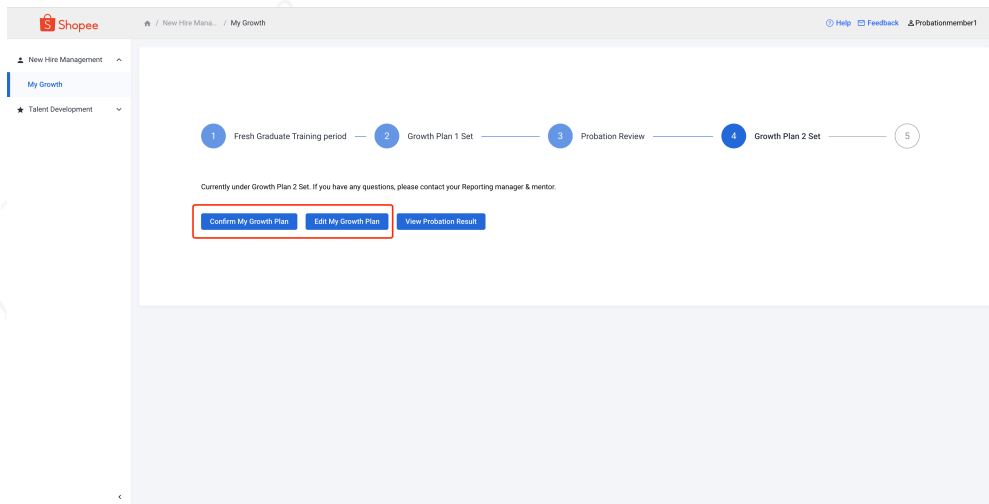 Shopee
/ New Hire Mana... / My Growth
Help Feedback Probationmember1
New Hire Management
My Growth
Talent Development
1 Fresh Graduate Training period 2 Growth Plan 1 Set 3 Probation Review 4 Growth Plan 2 Set 5
Currently under Growth Plan 2 Set. If you have any questions, please contact your Reporting manager & mentor.
Confirm My Growth Plan Edit My Growth Plan View Probation Result